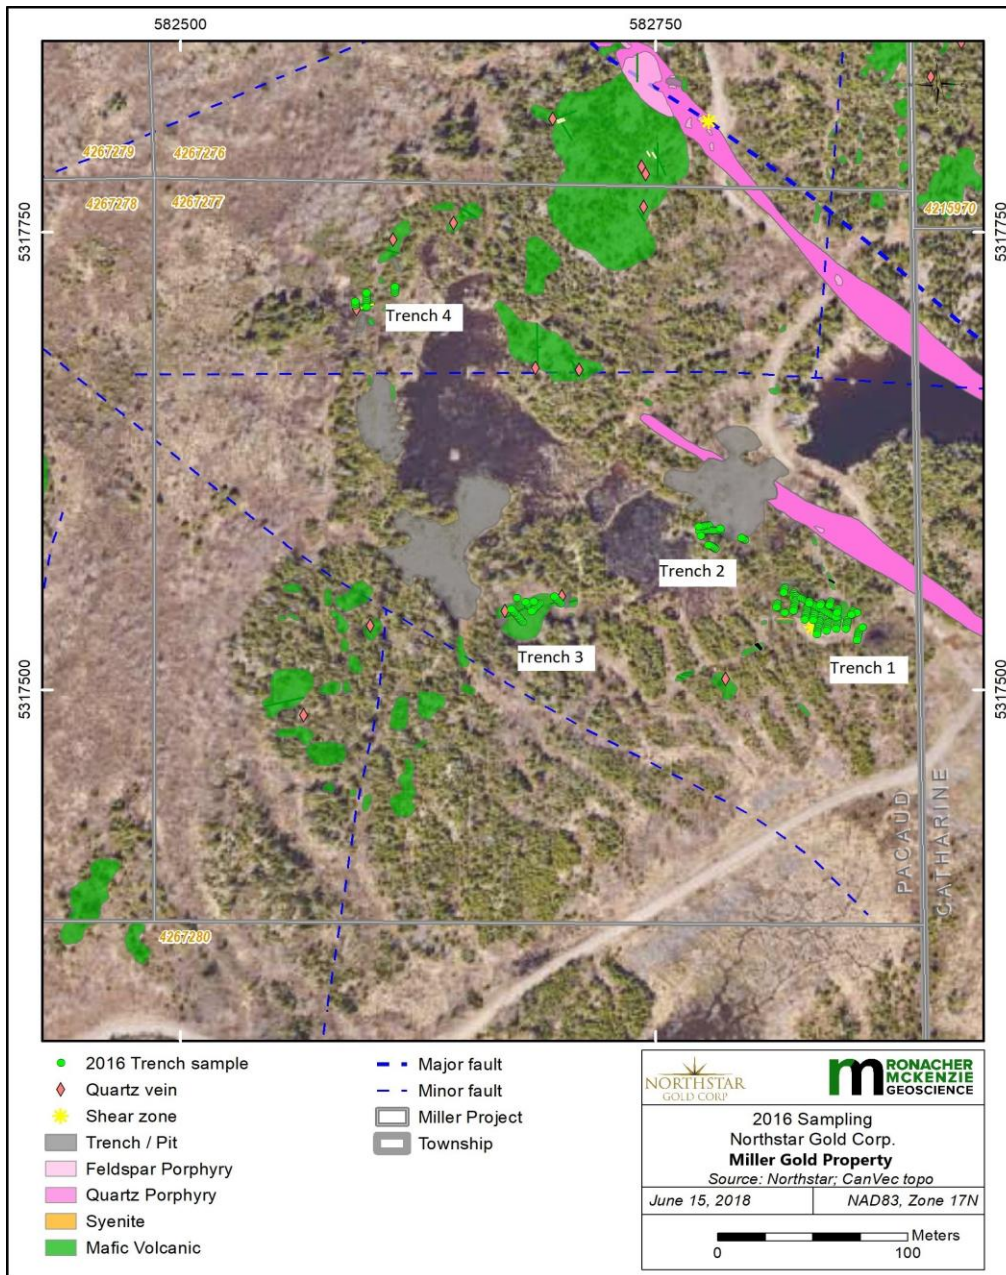 582500
582750
4267279
4267276
4267278
4267277
4215970
5317750
5317750
Trench 4
Trench 2
Trench 3
Trench 1
5317500
5317500
PACAUD
CATHARINE
4267280
2016 Trench sample
Quartz vein
Shear zone
Trench / Pit
Feldspar Porphyry
Quartz Porphyry
Syenite
Mafic Volcanic
Major fault
Minor fault
Miller Project
Township
NORTHSTAR
GOLD CORP
rm RONACHER
MCKENZIE
GEOSCIENCE
2016 Sampling
Northstar Gold Corp.
Miller Gold Property
Source: Northstar; CanVec topo
June 15, 2018
NAD83, Zone 17N
Meters
0
100